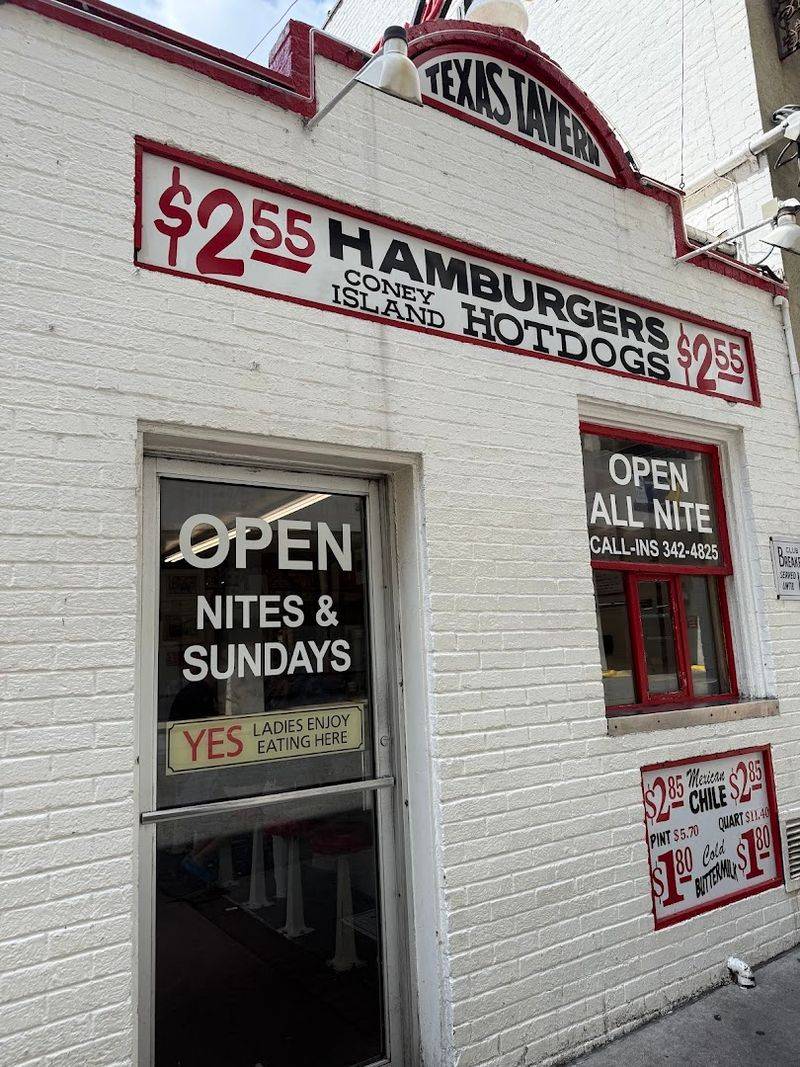 TEXAS TAVERN
$2.55 HAMBURGERS
CONEY ISLAND HOTDOGS $2.55
OPEN
NITES &
SUNDAYS
YES LADIES ENJOY
EATING HERE
OPEN
ALL NITE
CALL-INS 342-4825
CLUB
SERVED
$2.85 Mexican CHILE $2.85
PINT $5.70 QUART $11.40
$1.80 Cold BUTTERMILK $1.80